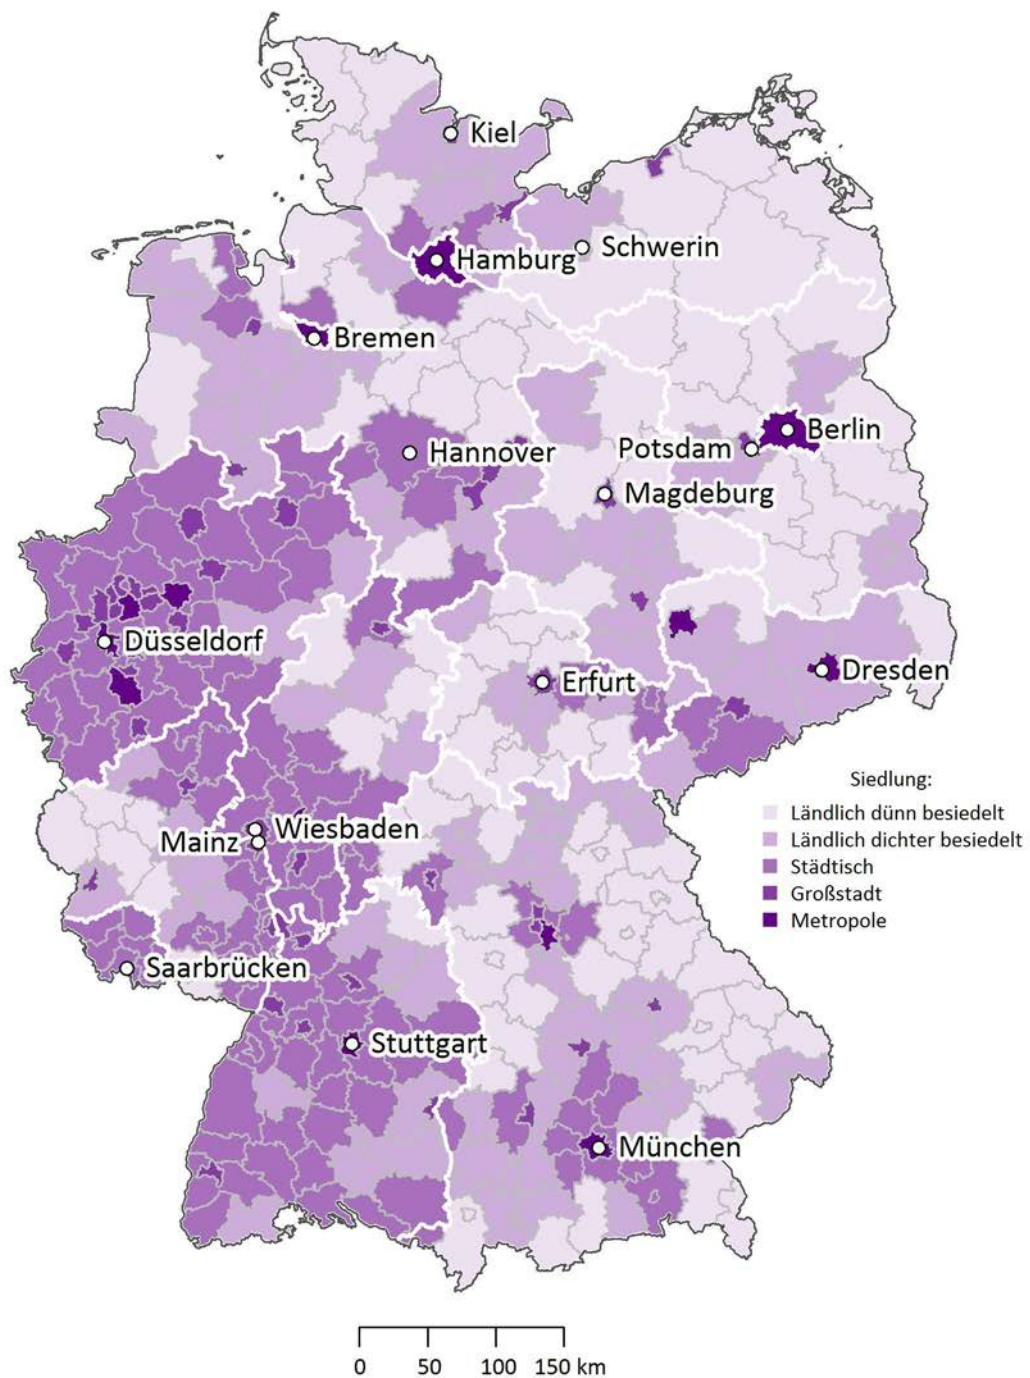 Kiel
Schwerin
Hamburg
Bremen
Berlin
Potsdam
Hannover
Magdeburg
Düsseldorf
Dresden
Erfurt
Siedlung:
Ländlich dünn besiedelt
Ländlich dichter besiedelt
Städtisch
Großstadt
Metropole
Wiesbaden
Mainz
Saarbrücken
Stuttgart
München
0 50 100 150 km